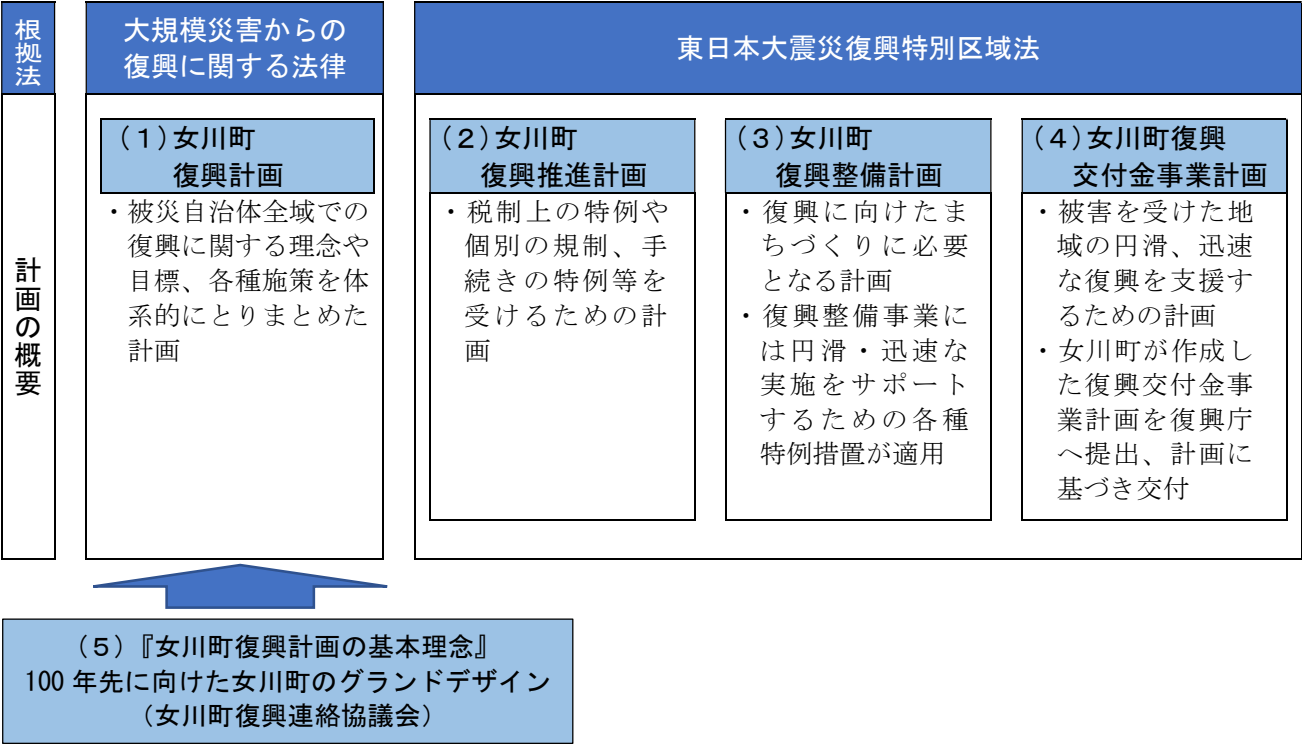 根拠法
大規模災害からの
復興に関する法律
東日本大震災復興特別区域法
計画の概要
（１）女川町
復興計画
・被災自治体全域での
復興に関する理念や
目標、各種施策を体
系的にとりまとめた
計画
（２）女川町
復興推進計画
・税制上の特例や
個別の規制、手
続きの特例等を
受けるための計
画
（３）女川町
復興整備計画
・復興に向けたま
ちづくりに必要
となる計画
・復興整備事業に
は円滑・迅速な
実施をサポート
するための各種
特例措置が適用
（４）女川町復興
交付金事業計画
・被害を受けた地
域の円滑、迅速
な復興を支援す
るための計画
・女川町が作成し
た復興交付金事
業計画を復興庁
へ提出、計画に
基づき交付
（５）『女川町復興計画の基本理念』
100 年先に向けた女川町のグランドデザイン
（女川町復興連絡協議会）